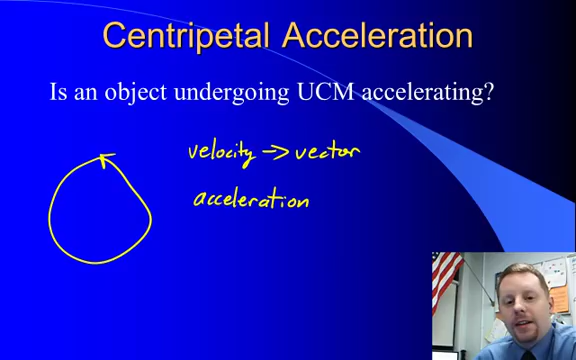 Centripetal Acceleration
Is an object undergoing UCM accelerating?
velocity → vector
acceleration